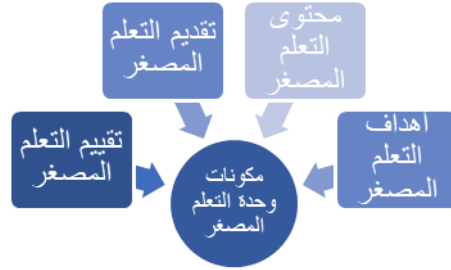 أهداف
التعلم
المصغر
محتوى
التعلم
المصغر
تقديم التعلم
المصغر
تقييم التعلم
المصغر
مكونات
وحدة التعلم
المصغر